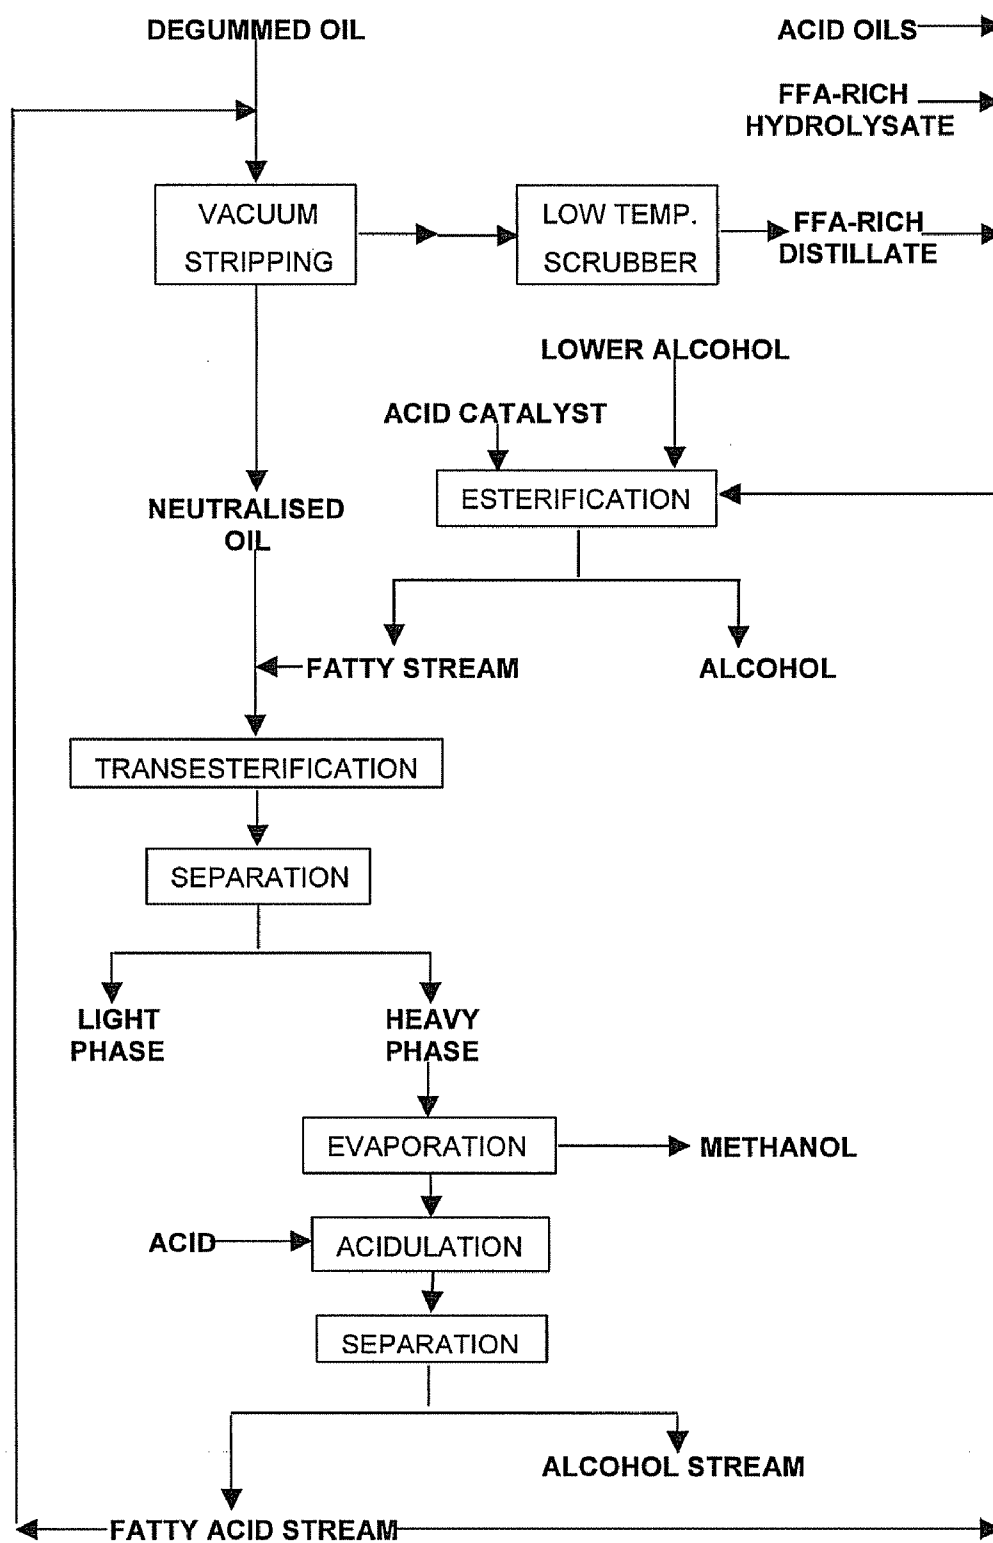 DEGUMMED OIL
ACID OILS
FFA-RICH
HYDROLYSATE
VACUUM
STRIPPING
LOW TEMP.
SCRUBBER
FFA-RICH
DISTILLATE
LOWER ALCOHOL
ACID CATALYST
ESTERIFICATION
NEUTRALISED
OIL
FATTY STREAM
ALCOHOL
TRANSESTERIFICATION
SEPARATION
LIGHT
PHASE
HEAVY
PHASE
EVAPORATION
METHANOL
ACID
ACIDULATION
SEPARATION
ALCOHOL STREAM
FATTY ACID STREAM